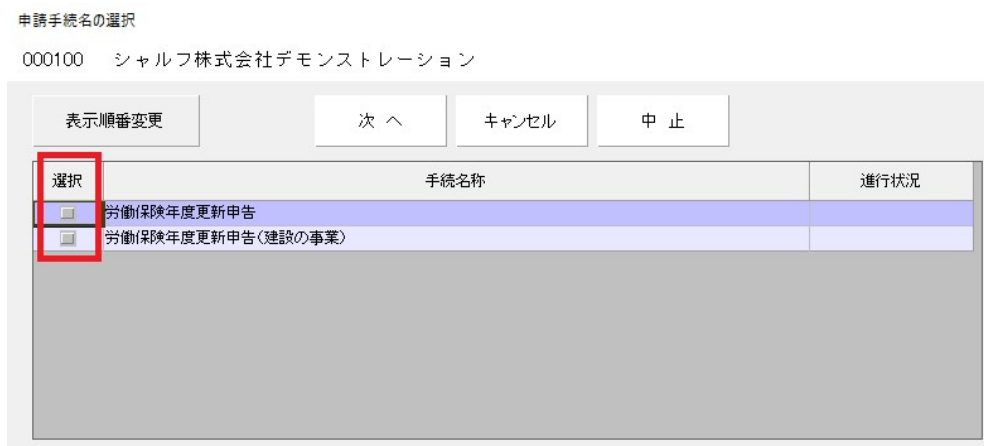 申請手続名の選択
000100 シャルフ株式会社デモンストレーション
表示順番変更 次 へ キャンセル 中 止
選択 手続名称 進行状況
労働保険年度更新申告
労働保険年度更新申告(建設の事業)